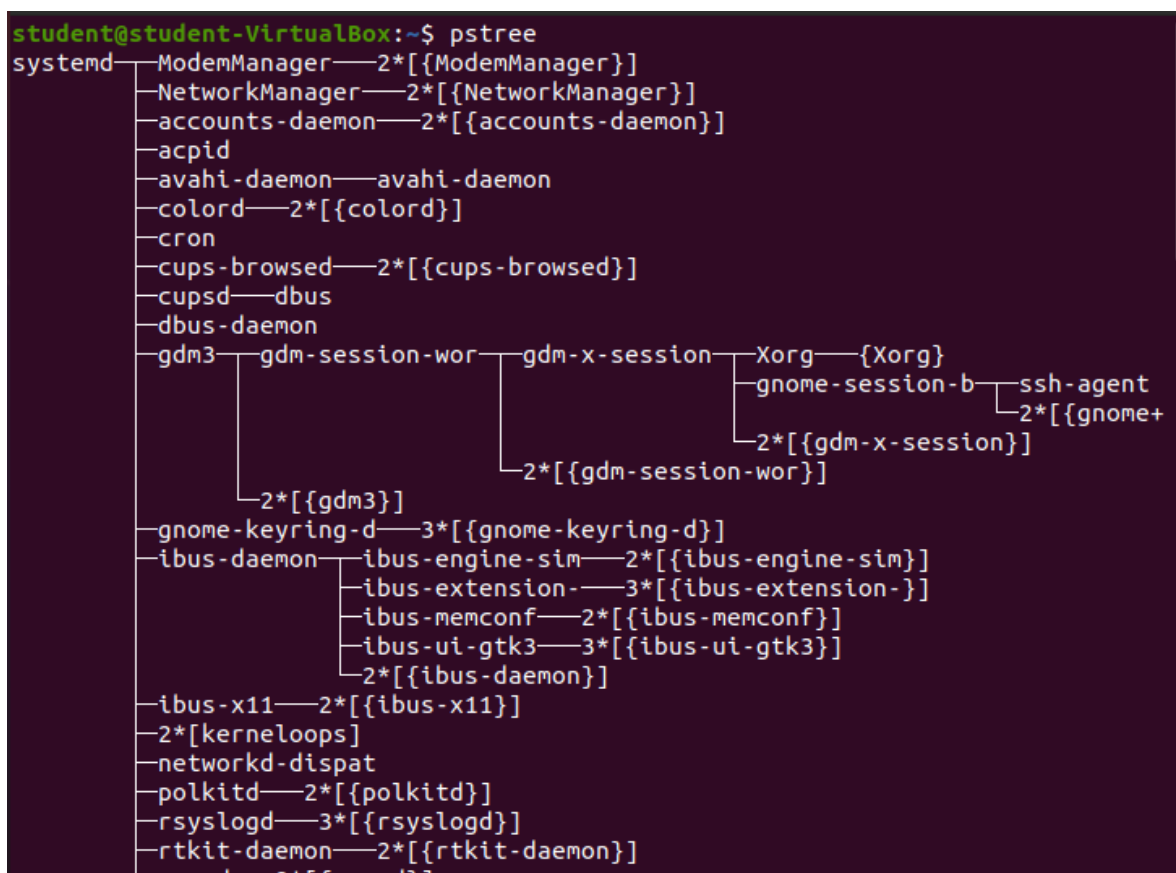 student@student-VirtualBox:~$ pstree
systemd─┬─ModemManager───2*[{ModemManager}]
        ├─NetworkManager───2*[{NetworkManager}]
        ├─accounts-daemon───2*[{accounts-daemon}]
        ├─acpid
        ├─avahi-daemon───avahi-daemon
        ├─colord───2*[{colord}]
        ├─cron
        ├─cups-browsed───2*[{cups-browsed}]
        ├─cupsd───dbus
        ├─dbus-daemon
        ├─gdm3─┬─gdm-session-wor─┬─gdm-x-session─┬─Xorg───{Xorg}
        │      │                 │               ├─gnome-session-b─┬─ssh-agent
        │      │                 │               │                 └─2*[{gnome+
        │      │                 │               └─2*[{gdm-x-session}]
        │      │                 └─2*[{gdm-session-wor}]
        │      └─2*[{gdm3}]
        ├─gnome-keyring-d───3*[{gnome-keyring-d}]
        ├─ibus-daemon─┬─ibus-engine-sim───2*[{ibus-engine-sim}]
        │             ├─ibus-extension-───3*[{ibus-extension-}]
        │             ├─ibus-memconf───2*[{ibus-memconf}]
        │             ├─ibus-ui-gtk3───3*[{ibus-ui-gtk3}]
        │             └─2*[{ibus-daemon}]
        ├─ibus-x11───2*[{ibus-x11}]
        ├─2*[kerneloops]
        ├─networkd-dispat
        ├─polkitd───2*[{polkitd}]
        ├─rsyslogd───3*[{rsyslogd}]
        ├─rtkit-daemon───2*[{rtkit-daemon}]